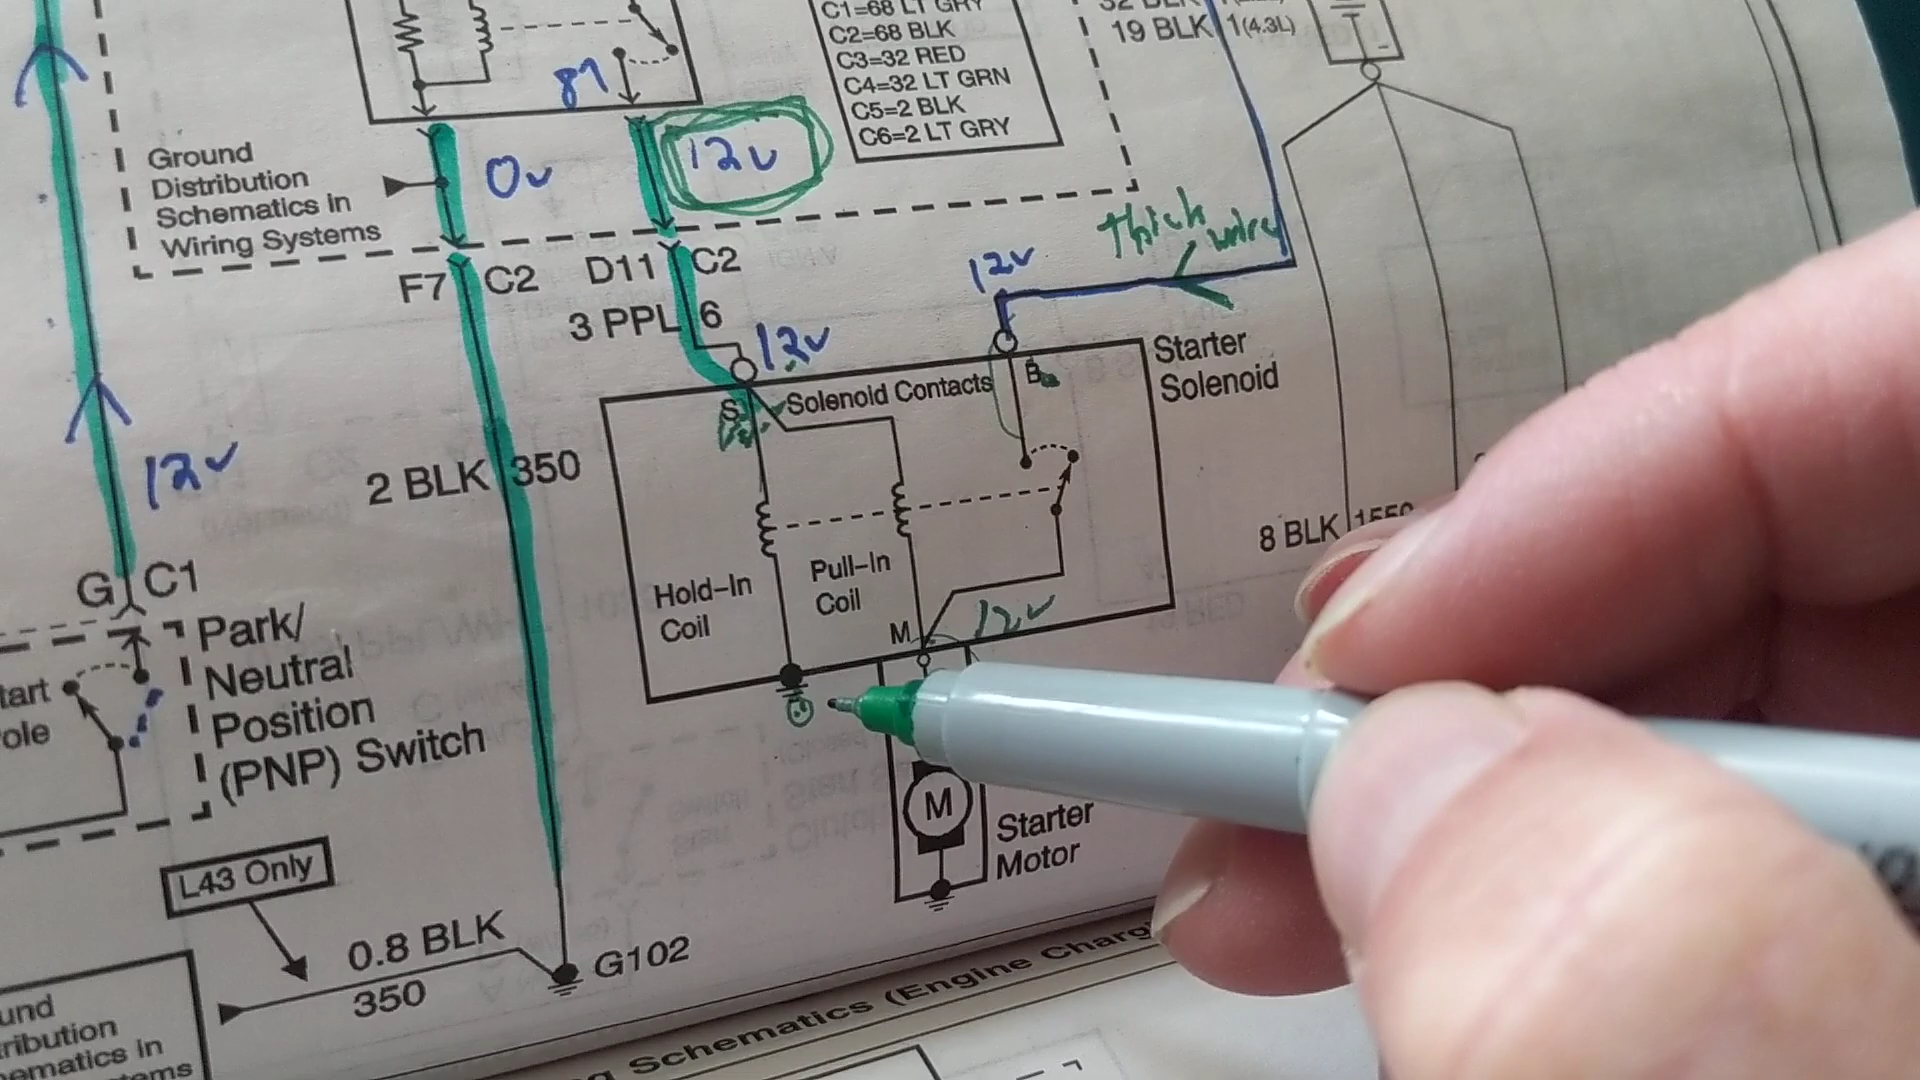 C1=68 LT GRY
C2=68 BLK
C3=32 RED
C4=32 LT GRN
C5=2 BLK
C6=2 LT GRY
19 BLK 1(4.3L)
87
Ground
Distribution
Schematics in
Wiring Systems
0v
12v
Thick wire
F7 C2
D11 C2
3 PPL 6
12v
12v
Starter
Solenoid
S
Solenoid Contacts
B
12v
2 BLK 350
Hold-In
Coil
Pull-In
Coil
M
12v
8 BLK 1550
G C1
Park/
Neutral
Position
(PNP) Switch
M
Starter
Motor
L43 Only
0.8 BLK
350
G102
Schematics (Engine